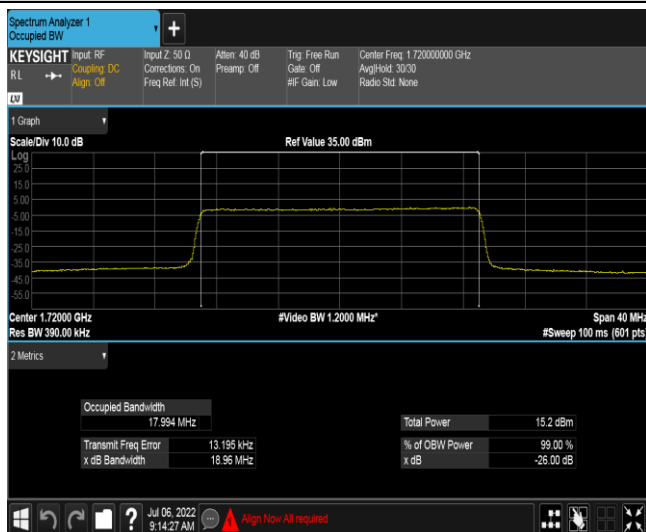 Spectrum Analyzer 1
Occupied BW
KEYSIGHT Input: RF Input Z: 50 Ω Atten: 40 dB Trig: Free Run Center Freq: 1.720000000 GHz
RL Coupling: DC Corrections: On Preamp: Off Gate: Off Avg|Hold: 30/30
Align: Off Freq Ref: Int (S) #IF Gain: Low Radio Std: None
LXI
1 Graph
Scale/Div 10.0 dB Ref Value 35.00 dBm
Log
25.0
15.0
5.00
-5.00
-15.0
-25.0
-35.0
-45.0
-55.0
Center 1.72000 GHz #Video BW 1.2000 MHz* Span 40 MHz
Res BW 390.00 kHz #Sweep 100 ms (601 pts)
2 Metrics
Occupied Bandwidth
17.994 MHz Total Power 15.2 dBm
Transmit Freq Error 13.195 kHz % of OBW Power 99.00 %
x dB Bandwidth 18.96 MHz x dB -26.00 dB
? Jul 06, 2022
9:14:27 AM Align Now All required